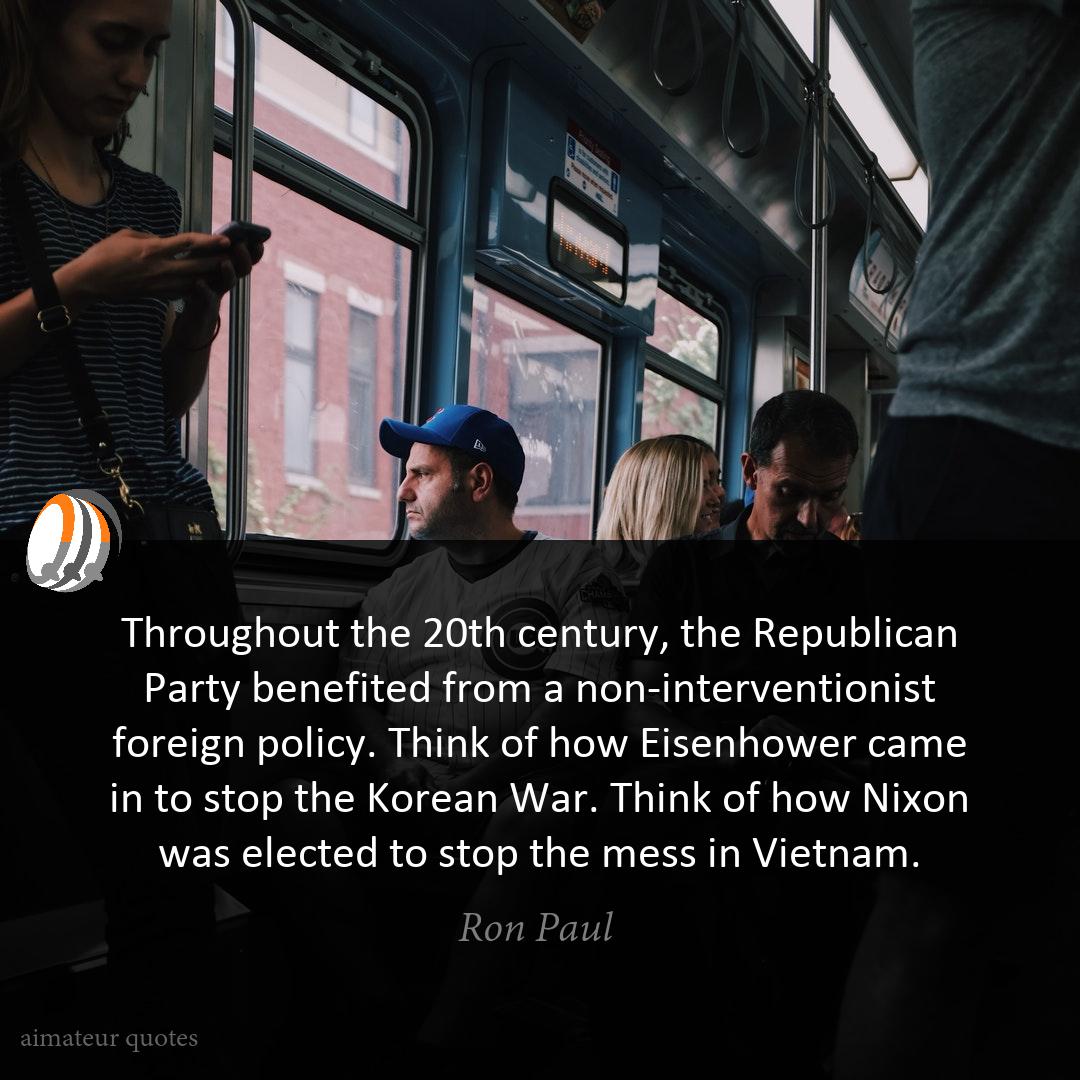 Throughout the 20th century, the Republican
Party benefited from a non-interventionist
foreign policy. Think of how Eisenhower came
in to stop the Korean War. Think of how Nixon
was elected to stop the mess in Vietnam.
Ron Paul
aimateur quotes